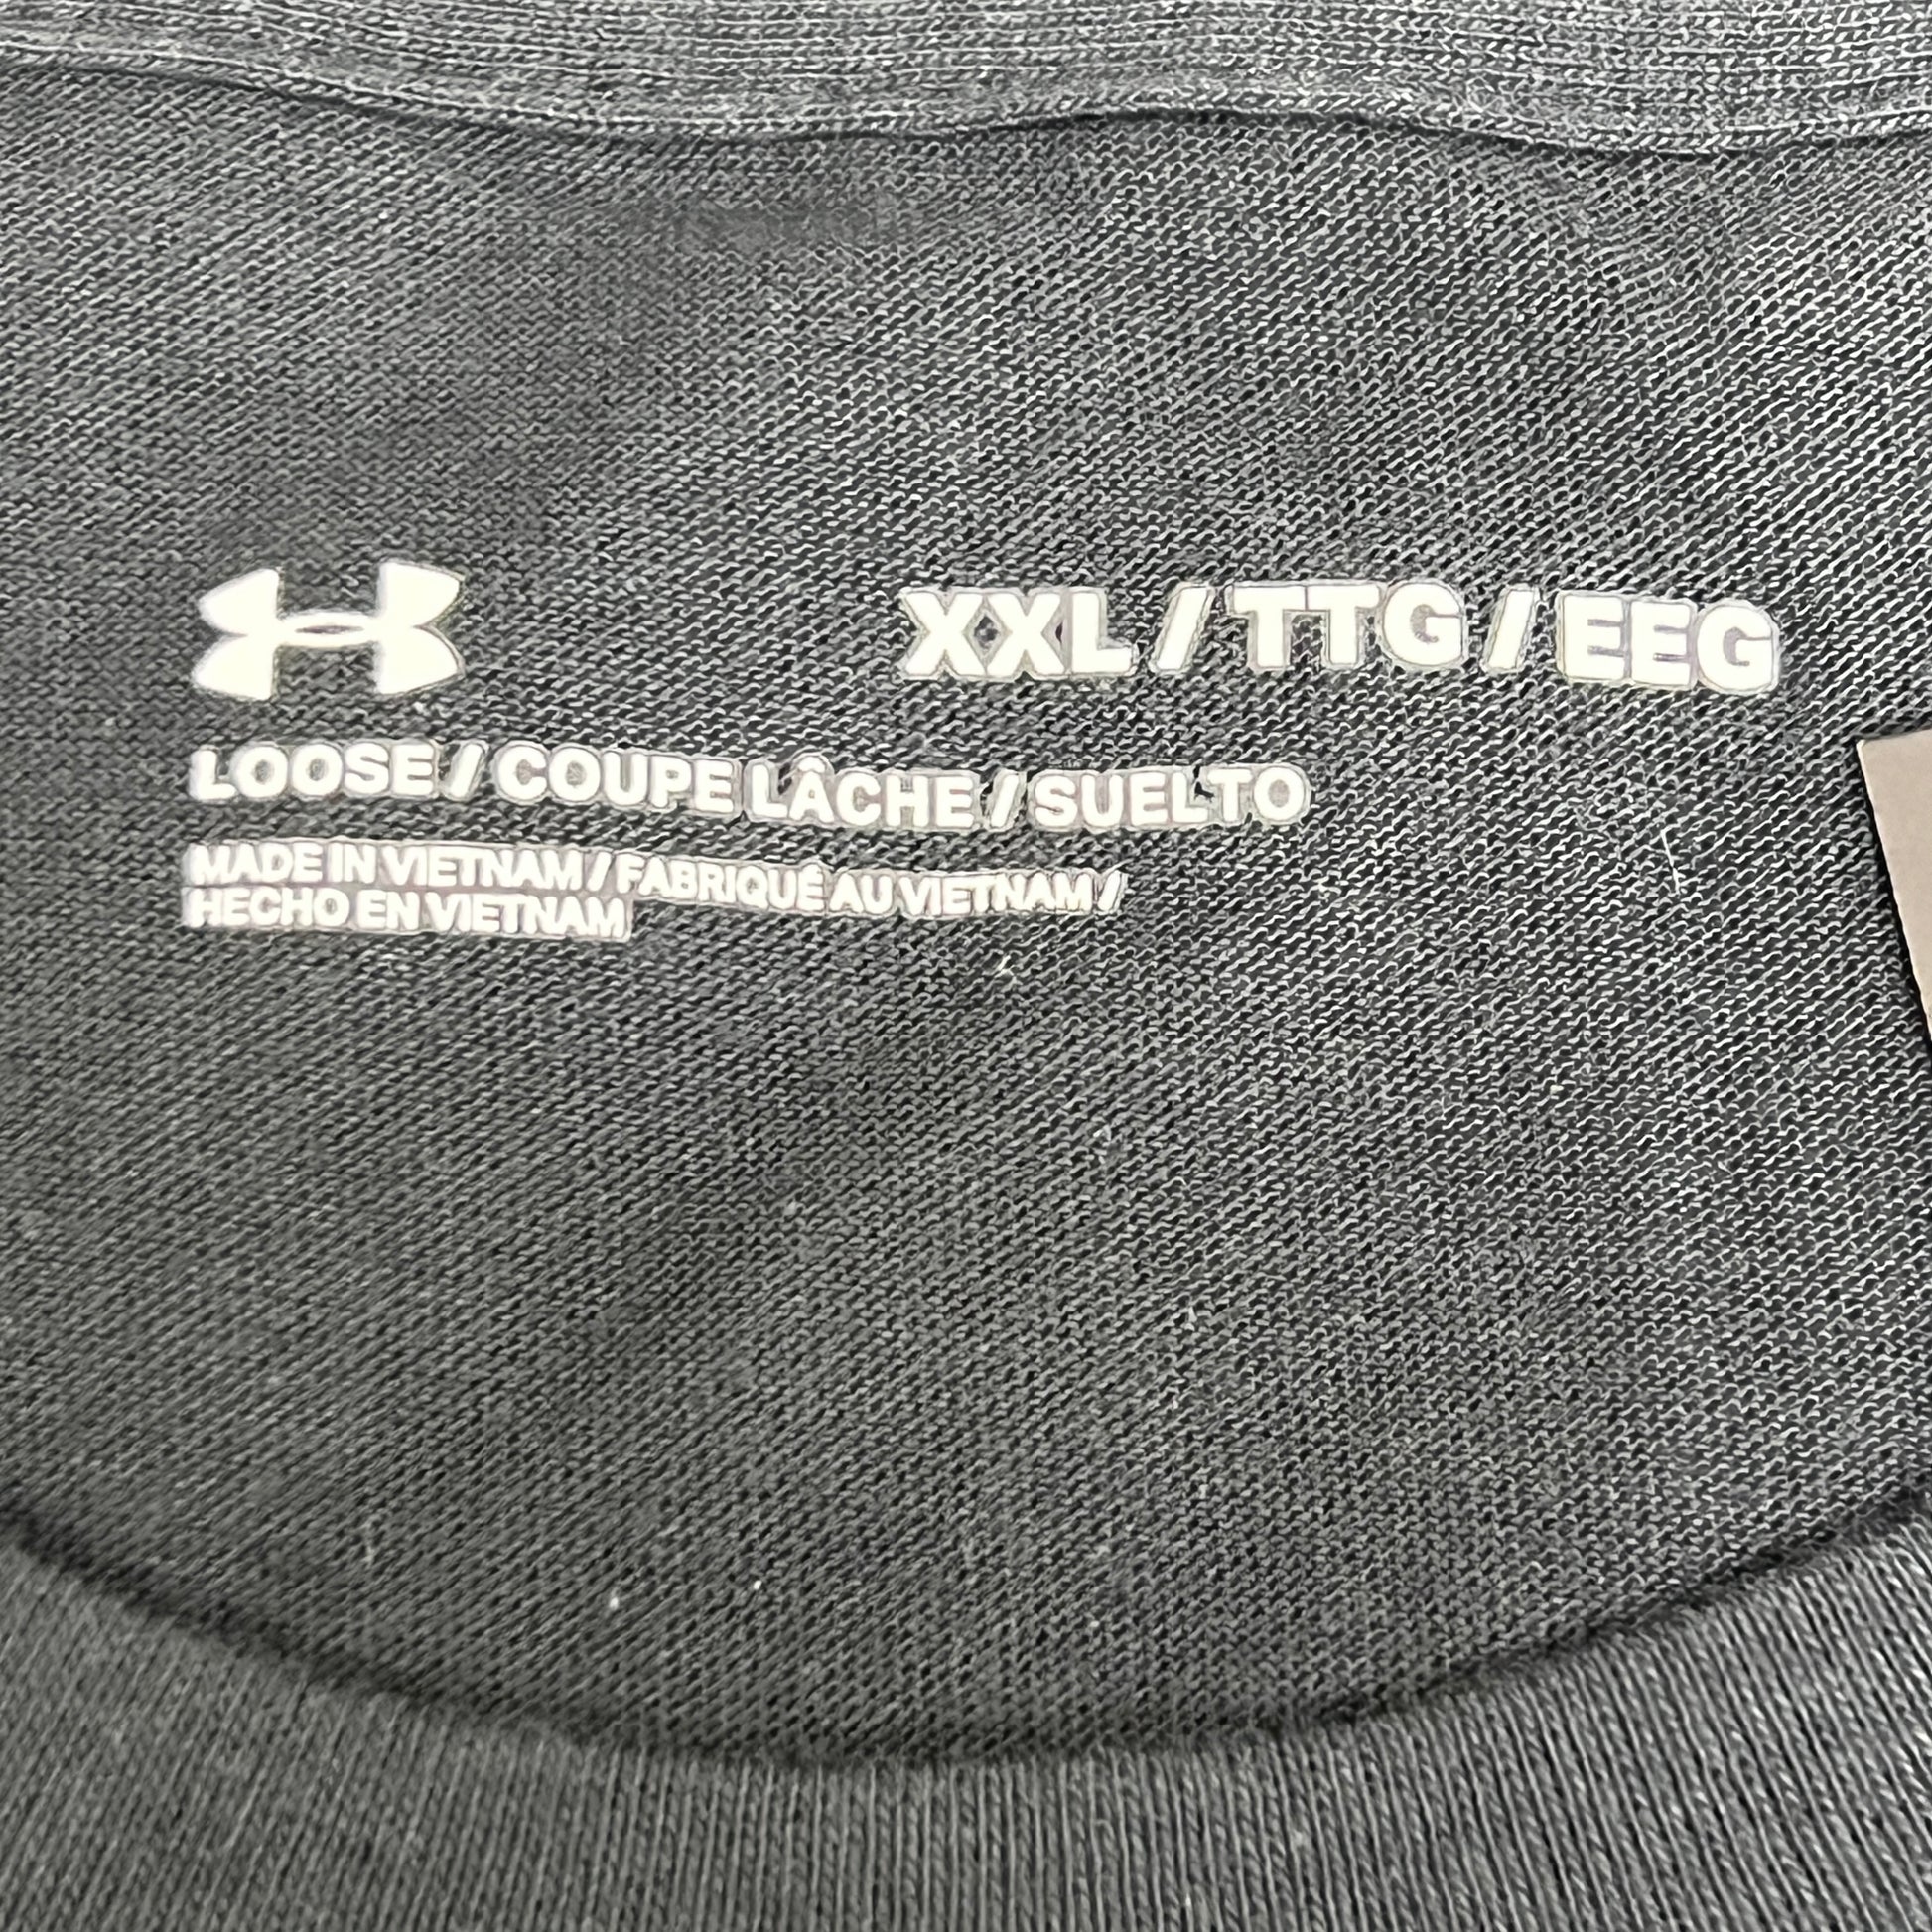 XXL / TTG / EEG
LOOSE / COUPE LÂCHE / SUELTO
MADE IN VIETNAM / FABRIQUÉ AU VIETNAM /
HECHO EN VIETNAM